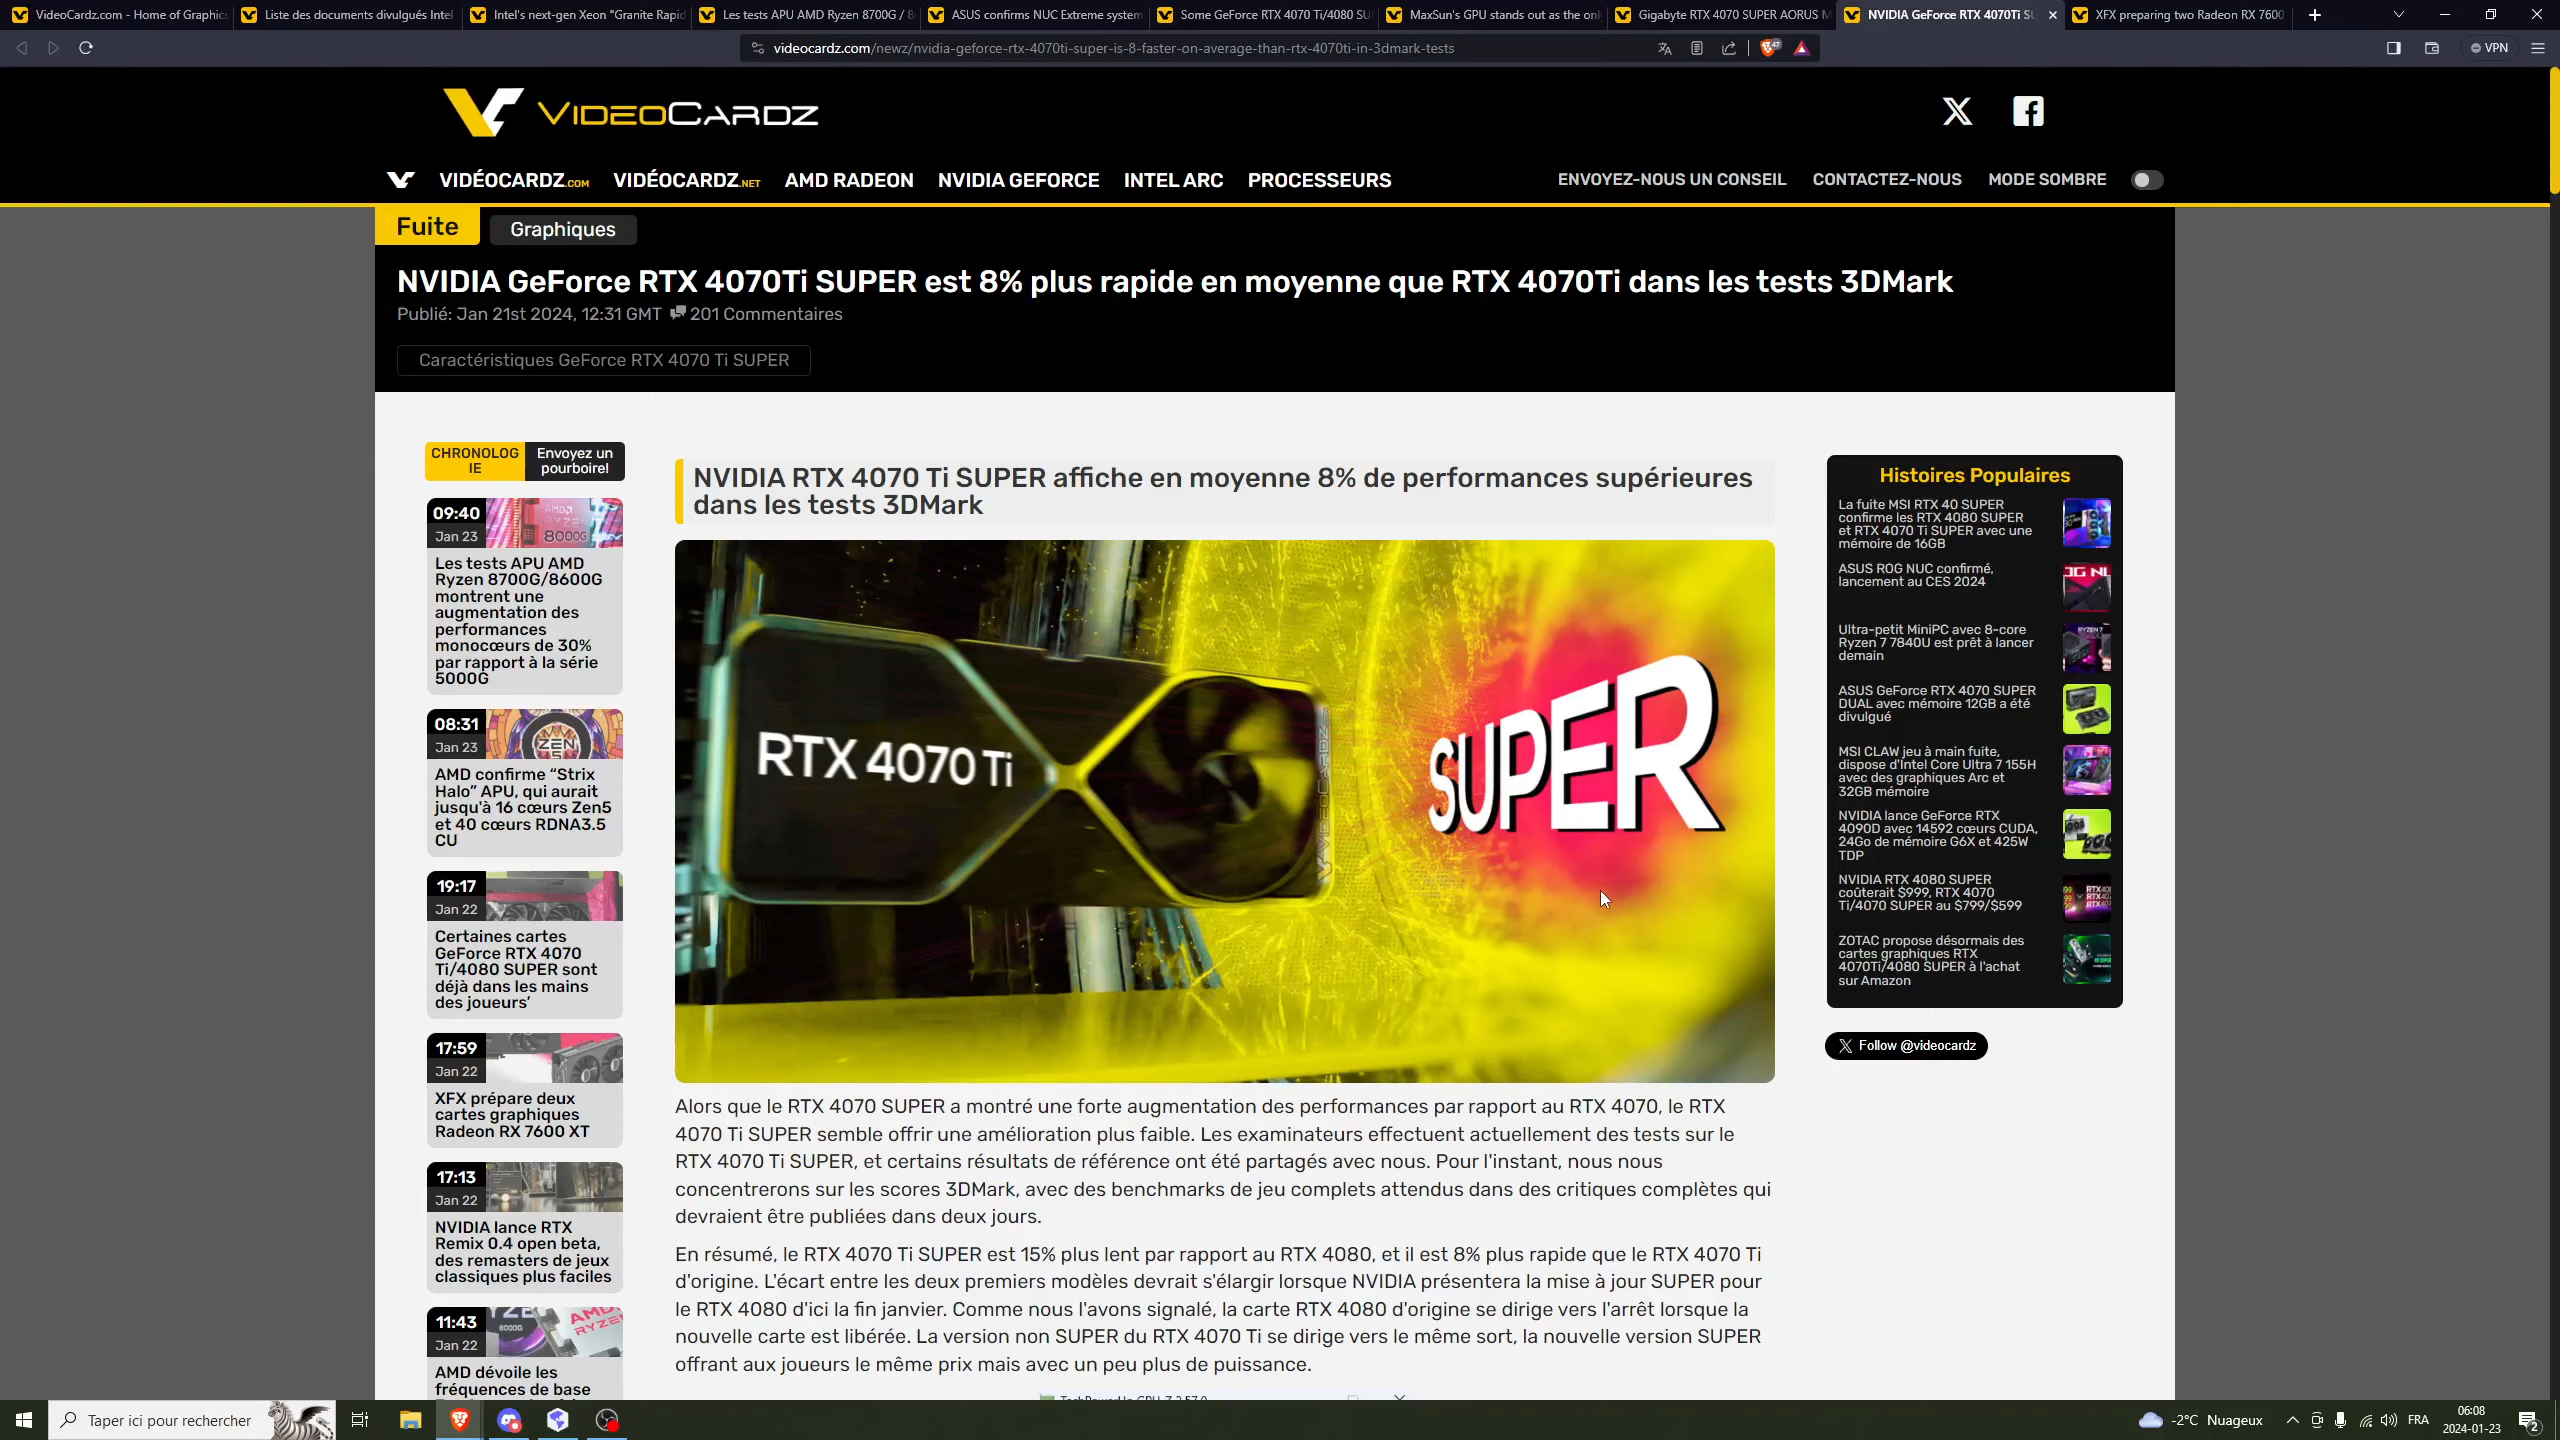 VideoCardz.com - Home of Graphics
Liste des documents divulgués Intel
Intel's next-gen Xeon "Granite Rapid
Les tests APU AMD Ryzen 8700G / 8
ASUS confirms NUC Extreme system
Some GeForce RTX 4070 Ti/4080 SU
MaxSun's GPU stands out as the on
Gigabyte RTX 4070 SUPER AORUS M
NVIDIA GeForce RTX 4070Ti SU
XFX preparing two Radeon RX 7600
videocardz.com/newz/nvidia-geforce-rtx-4070ti-super-is-8-faster-on-average-than-rtx-4070ti-in-3dmark-tests
47
VPN
VIDEOCARDZ
VIDÉOCARDZ.COM VIDÉOCARDZ.NET AMD RADEON NVIDIA GEFORCE INTEL ARC PROCESSEURS
ENVOYEZ-NOUS UN CONSEIL CONTACTEZ-NOUS MODE SOMBRE
Fuite Graphiques
NVIDIA GeForce RTX 4070Ti SUPER est 8% plus rapide en moyenne que RTX 4070Ti dans les tests 3DMark
Publié: Jan 21st 2024, 12:31 GMT 201 Commentaires
Caractéristiques GeForce RTX 4070 Ti SUPER
CHRONOLOG
IE
Envoyez un
pourboire!
09:40
Jan 23
AMD
RYZEN
8000G
Les tests APU AMD
Ryzen 8700G/8600G
montrent une
augmentation des
performances
monocœurs de 30%
par rapport à la série
5000G
08:31
Jan 23
ZEN
5
AMD confirme “Strix
Halo” APU, qui aurait
jusqu'à 16 cœurs Zen5
et 40 cœurs RDNA3.5
CU
19:17
Jan 22
Certaines cartes
GeForce RTX 4070
Ti/4080 SUPER sont
déjà dans les mains
des joueurs’
17:59
Jan 22
XFX prépare deux
cartes graphiques
Radeon RX 7600 XT
17:13
Jan 22
NVIDIA lance RTX
Remix 0.4 open beta,
des remasters de jeux
classiques plus faciles
11:43
Jan 22
8000G
AMD
RYZE
AMD dévoile les
fréquences de base
NVIDIA RTX 4070 Ti SUPER affiche en moyenne 8% de performances supérieures
dans les tests 3DMark
RTX 4070 Ti
SUPER
VIDEOCARDZ
Alors que le RTX 4070 SUPER a montré une forte augmentation des performances par rapport au RTX 4070, le RTX
4070 Ti SUPER semble offrir une amélioration plus faible. Les examinateurs effectuent actuellement des tests sur le
RTX 4070 Ti SUPER, et certains résultats de référence ont été partagés avec nous. Pour l'instant, nous nous
concentrerons sur les scores 3DMark, avec des benchmarks de jeu complets attendus dans des critiques complètes qui
devraient être publiées dans deux jours.
En résumé, le RTX 4070 Ti SUPER est 15% plus lent par rapport au RTX 4080, et il est 8% plus rapide que le RTX 4070 Ti
d'origine. L'écart entre les deux premiers modèles devrait s'élargir lorsque NVIDIA présentera la mise à jour SUPER pour
le RTX 4080 d'ici la fin janvier. Comme nous l'avons signalé, la carte RTX 4080 d'origine se dirige vers l'arrêt lorsque la
nouvelle carte est libérée. La version non SUPER du RTX 4070 Ti se dirige vers le même sort, la nouvelle version SUPER
offrant aux joueurs le même prix mais avec un peu plus de puissance.
Histoires Populaires
La fuite MSI RTX 40 SUPER
confirme les RTX 4080 SUPER
et RTX 4070 Ti SUPER avec une
mémoire de 16GB
ASUS ROG NUC confirmé,
lancement au CES 2024
Ultra-petit MiniPC avec 8-core
Ryzen 7 7840U est prêt à lancer
demain
ASUS GeForce RTX 4070 SUPER
DUAL avec mémoire 12GB a été
divulgué
MSI CLAW jeu à main fuite,
dispose d'Intel Core Ultra 7 155H
avec des graphiques Arc et
32GB mémoire
NVIDIA lance GeForce RTX
4090D avec 14592 cœurs CUDA,
24Go de mémoire G6X et 425W
TDP
NVIDIA RTX 4080 SUPER
coûterait $999, RTX 4070
Ti/4070 SUPER au $799/$599
ZOTAC propose désormais des
cartes graphiques RTX
4070Ti/4080 SUPER à l'achat
sur Amazon
Follow @videocardz
Taper ici pour rechercher
-2°C Nuageux
FRA
06:08
2024-01-23
2